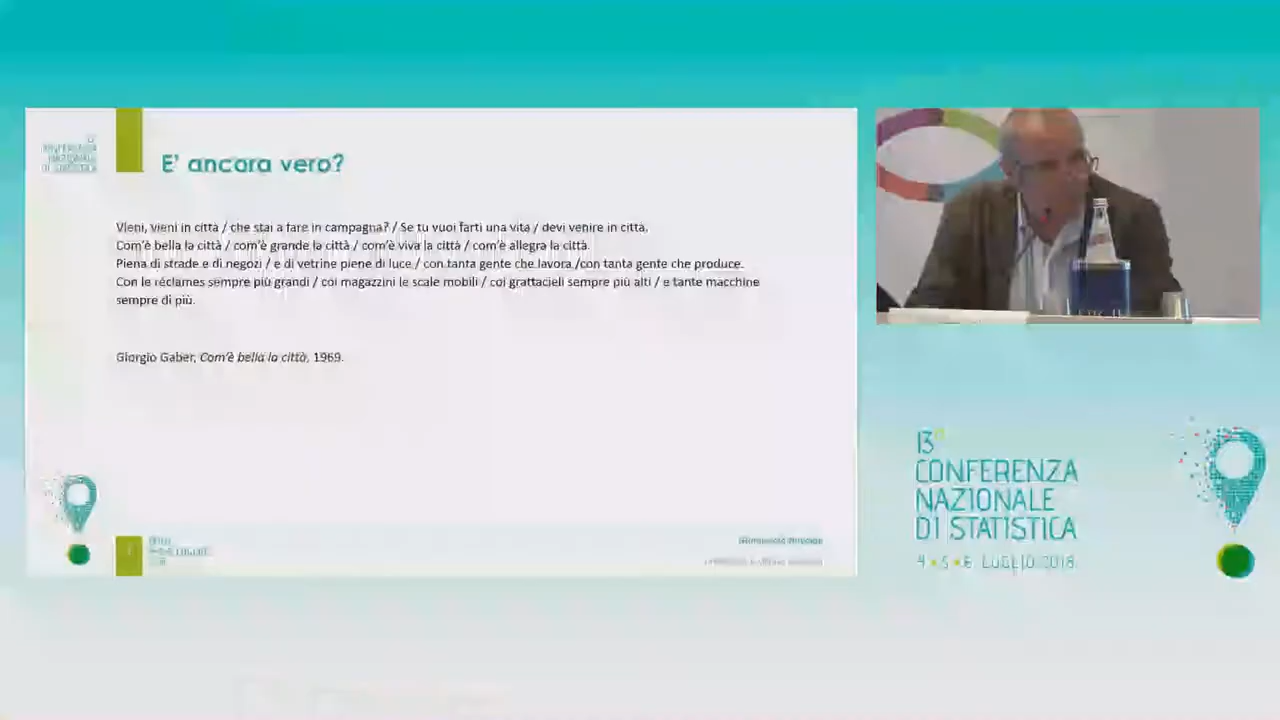 13°
CONFERENZA
NAZIONALE
DI STATISTICA
E' ancora vero?
Vieni, vieni in città / che stai a fare in campagna? / Se tu vuoi farti una vita / devi venire in città.
Com'è bella la città / com'è grande la città / com'è viva la città / com'è allegra la città.
Piena di strade e di negozi / e di vetrine piene di luce / con tanta gente che lavora /con tanta gente che produce.
Con le réclames sempre più grandi / coi magazzini le scale mobili / coi grattacieli sempre più alti / e tante macchine
sempre di più.
Giorgio Gaber, Com'è bella la città, 1969.
13°
CONFERENZA
NAZIONALE
DI STATISTICA
4 • 5 • 6 LUGLIO 2018